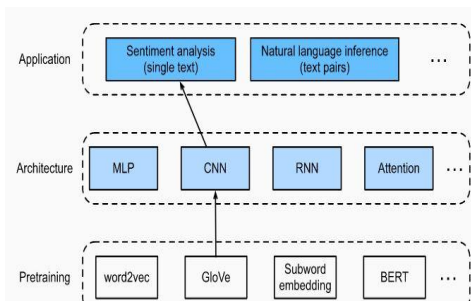 Application
Sentiment analysis
(single text)
Natural language inference
(text pairs)
...
Architecture
MLP
CNN
RNN
Attention
...
Pretraining
word2vec
GloVe
Subword
embedding
BERT
...